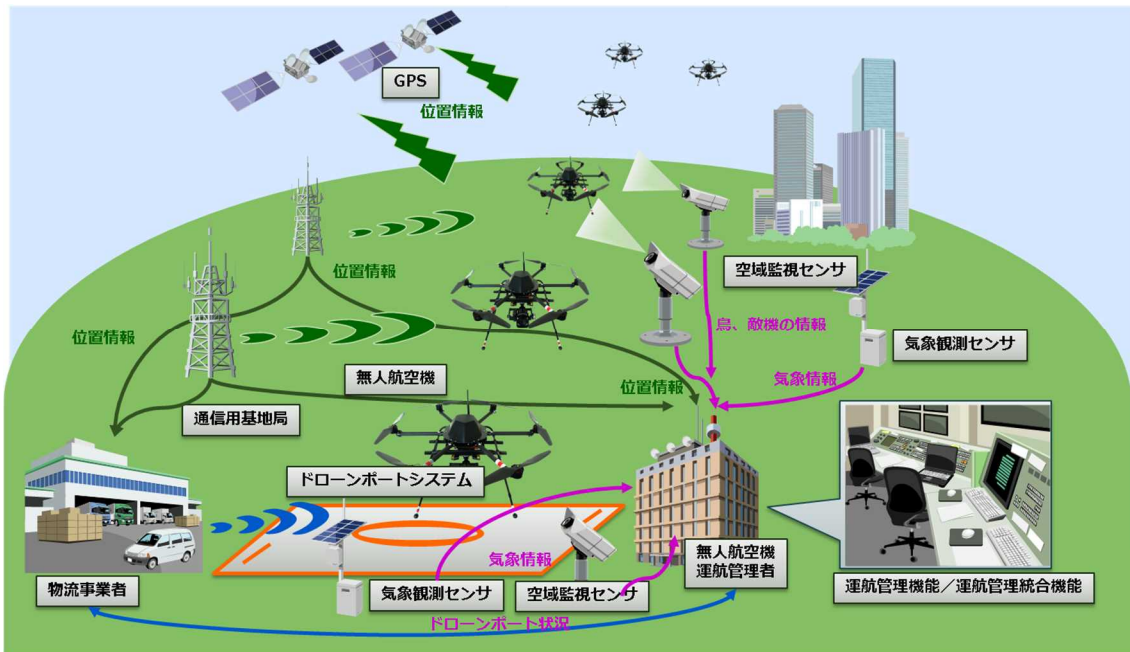 GPS
位置情報
空域監視センサ
位置情報
位置情報
鳥、敵機の情報
気象観測センサ
無人航空機
位置情報
気象情報
通信用基地局
ドローンポートシステム
気象情報
無人航空機
運航管理者
物流事業者
気象観測センサ
空域監視センサ
運航管理機能／運航管理統合機能
ドローンポート状況